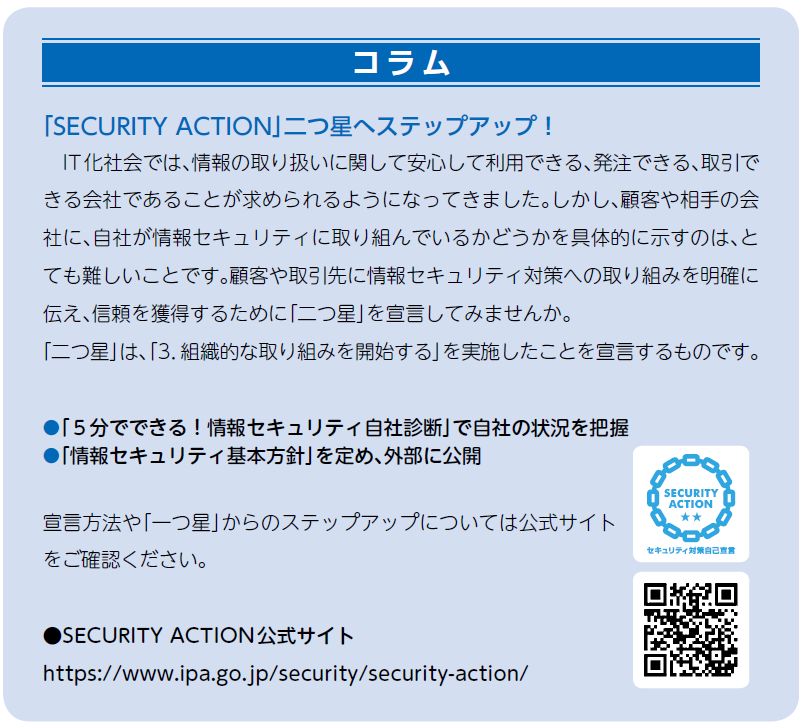 コラム
「SECURITY ACTION」二つ星へステップアップ！
IT化社会では、情報の取り扱いに関して安心して利用できる、発注できる、取引で
きる会社であることが求められるようになってきました。しかし、顧客や相手の会
社に、自社が情報セキュリティに取り組んでいるかどうかを具体的に示すのは、と
ても難しいことです。顧客や取引先に情報セキュリティ対策への取り組みを明確に
伝え、信頼を獲得するために「二つ星」を宣言してみませんか。
「二つ星」は、「3. 組織的な取り組みを開始する」を実施したことを宣言するものです。
●「５分でできる！情報セキュリティ自社診断」で自社の状況を把握
●「情報セキュリティ基本方針」を定め、外部に公開
SECURITY
ACTION
★★
セキュリティ対策自己宣言
宣言方法や「一つ星」からのステップアップについては公式サイト
をご確認ください。
●SECURITY ACTION公式サイト
https://www.ipa.go.jp/security/security-action/